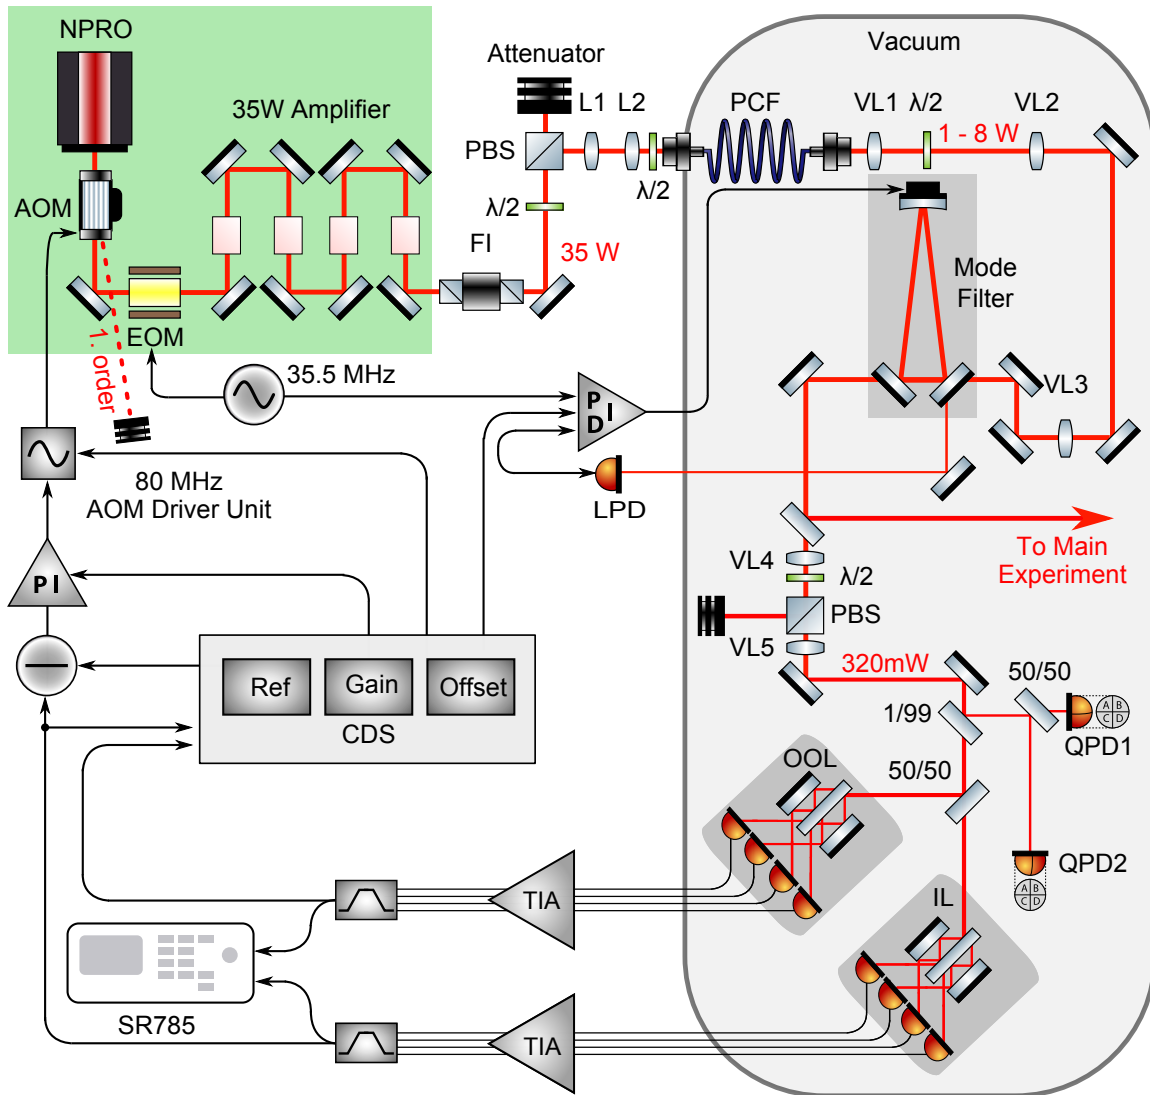 NPRO
Vacuum
Attenuator
L1 L2
PCF
VL1 λ/2
VL2
35W Amplifier
1 - 8 W
PBS
λ/2
AOM
λ/2
FI
35 W
Mode
Filter
EOM
1. order
35.5 MHz
VL3
P
I
D
80 MHz
AOM Driver Unit
LPD
To Main
Experiment
VL4
λ/2
P I
PBS
VL5
320mW
50/50
Ref
Gain
Offset
1/99
A B
C D
CDS
QPD1
OOL
50/50
QPD2
A B
C D
TIA
IL
SR785
TIA